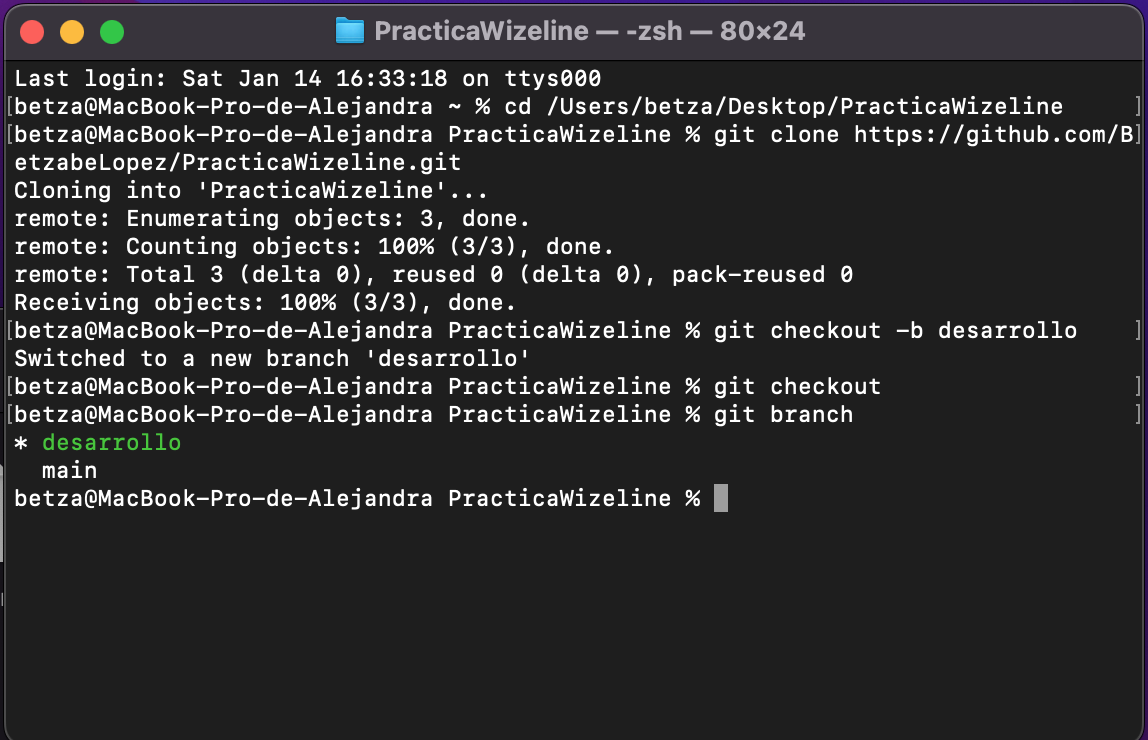 PracticaWizeline — -zsh — 80×24
Last login: Sat Jan 14 16:33:18 on ttys000
[betza@MacBook-Pro-de-Alejandra ~ % cd /Users/betza/Desktop/PracticaWizeline ]
[betza@MacBook-Pro-de-Alejandra PracticaWizeline % git clone https://github.com/B]
etzabeLopez/PracticaWizeline.git
Cloning into 'PracticaWizeline'...
remote: Enumerating objects: 3, done.
remote: Counting objects: 100% (3/3), done.
remote: Total 3 (delta 0), reused 0 (delta 0), pack-reused 0
Receiving objects: 100% (3/3), done.
[betza@MacBook-Pro-de-Alejandra PracticaWizeline % git checkout -b desarrollo ]
Switched to a new branch 'desarrollo'
[betza@MacBook-Pro-de-Alejandra PracticaWizeline % git checkout ]
[betza@MacBook-Pro-de-Alejandra PracticaWizeline % git branch ]
* desarrollo
  main
betza@MacBook-Pro-de-Alejandra PracticaWizeline %